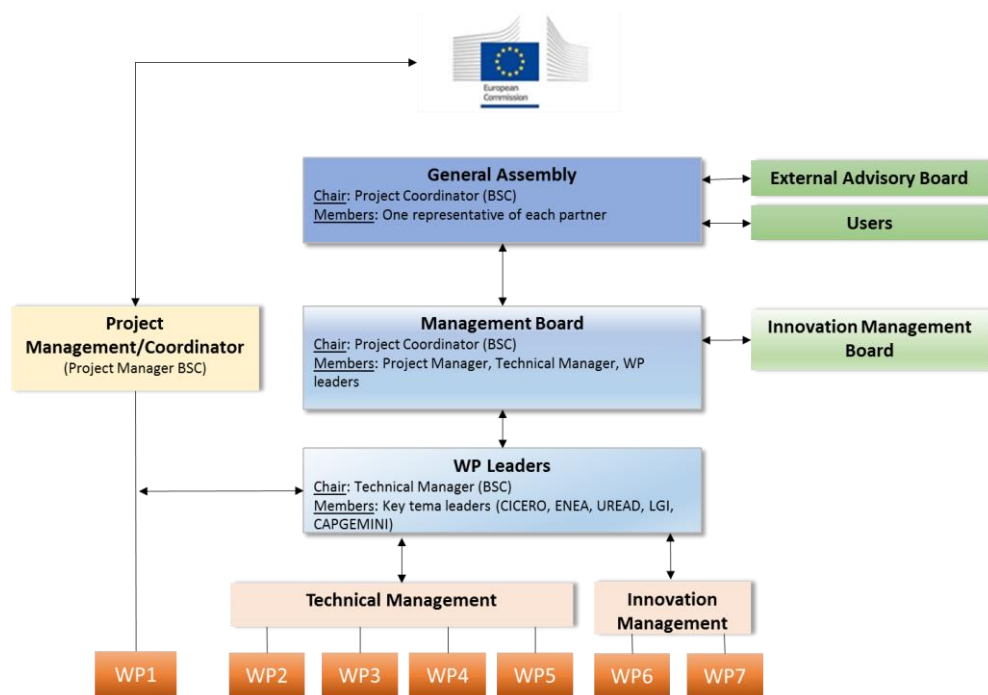 European
Commission
General Assembly
Chair: Project Coordinator (BSC)
Members: One representative of each partner
External Advisory Board
Users
Project
Management/Coordinator
(Project Manager BSC)
Management Board
Chair: Project Coordinator (BSC)
Members: Project Manager, Technical Manager, WP
leaders
Innovation Management
Board
WP Leaders
Chair: Technical Manager (BSC)
Members: Key tema leaders (CICERO, ENEA, UREAD, LGI,
CAPGEMINI)
Technical Management
Innovation
Management
WP1
WP2
WP3
WP4
WP5
WP6
WP7